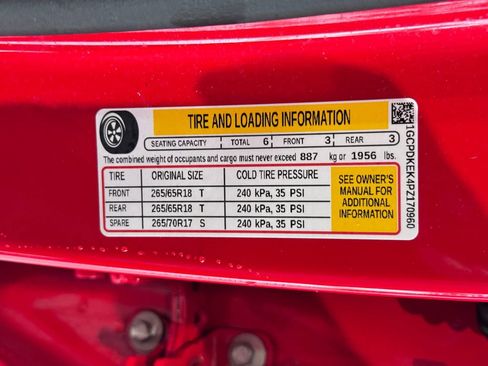 TIRE AND LOADING INFORMATION
SEATING CAPACITY TOTAL 6 FRONT 3 REAR 3
The combined weight of occupants and cargo must never exceed 887 kg or 1956 lbs.
TIRE ORIGINAL SIZE COLD TIRE PRESSURE
FRONT 265/65R18 T 240 kPa, 35 PSI
REAR 265/65R18 T 240 kPa, 35 PSI
SPARE 265/70R17 S 240 kPa, 35 PSI
SEE OWNER'S
MANUAL FOR
ADDITIONAL
INFORMATION
1GCPDKEK4PZ170960